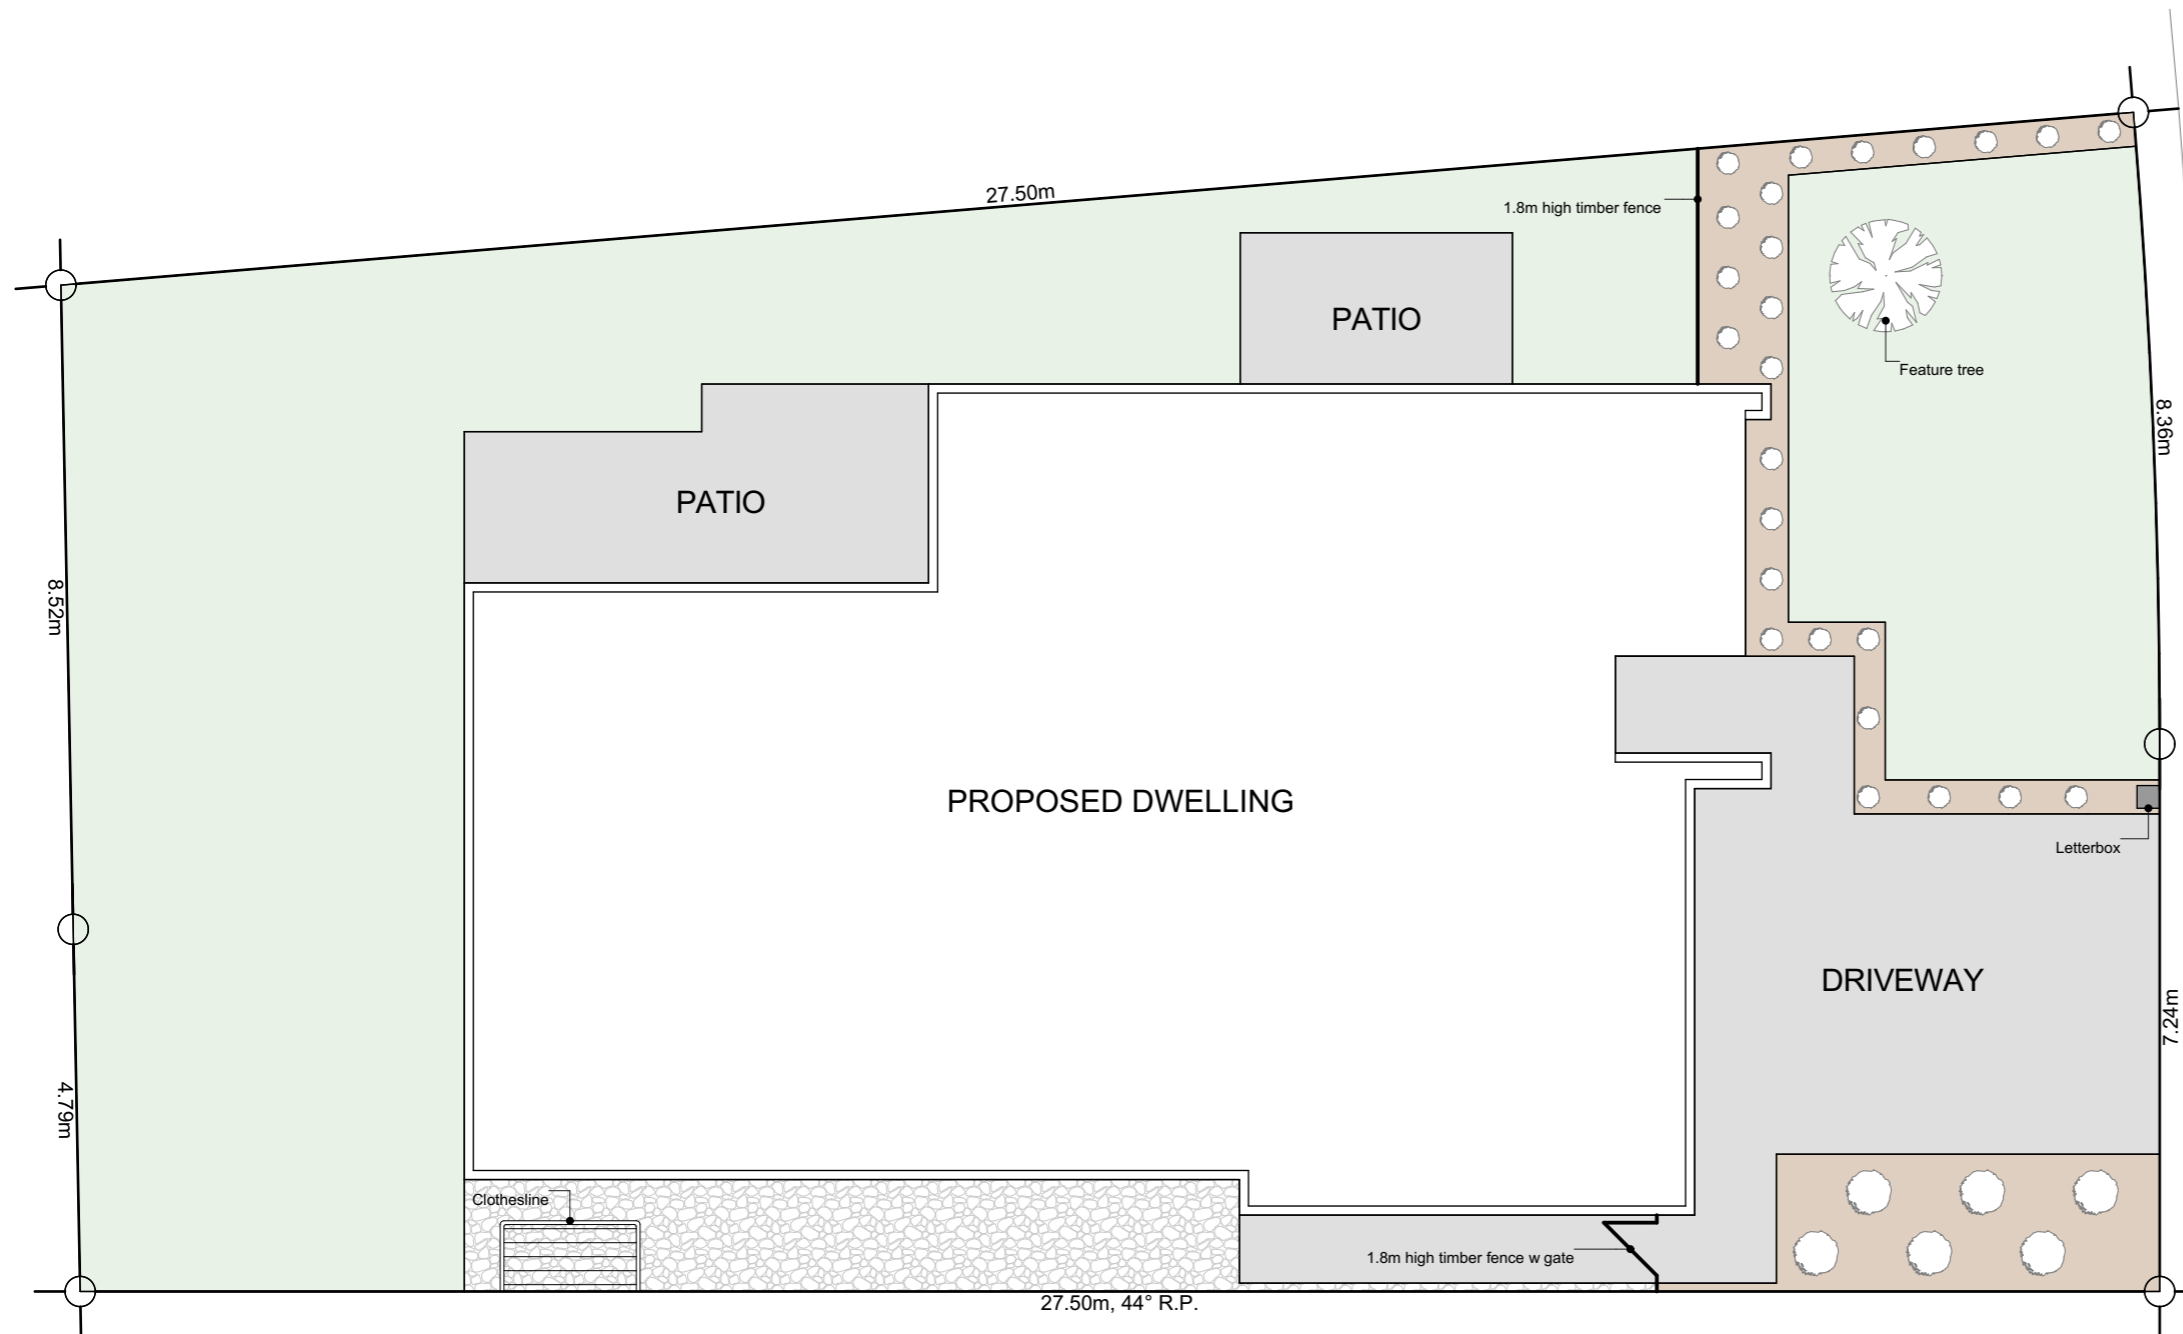 27.50m
1.8m high timber fence
PATIO
Feature tree
8.36m
PATIO
8.52m
PROPOSED DWELLING
Letterbox
DRIVEWAY
7.24m
4.79m
Clothesline
1.8m high timber fence w gate
27.50m, 44° R.P.